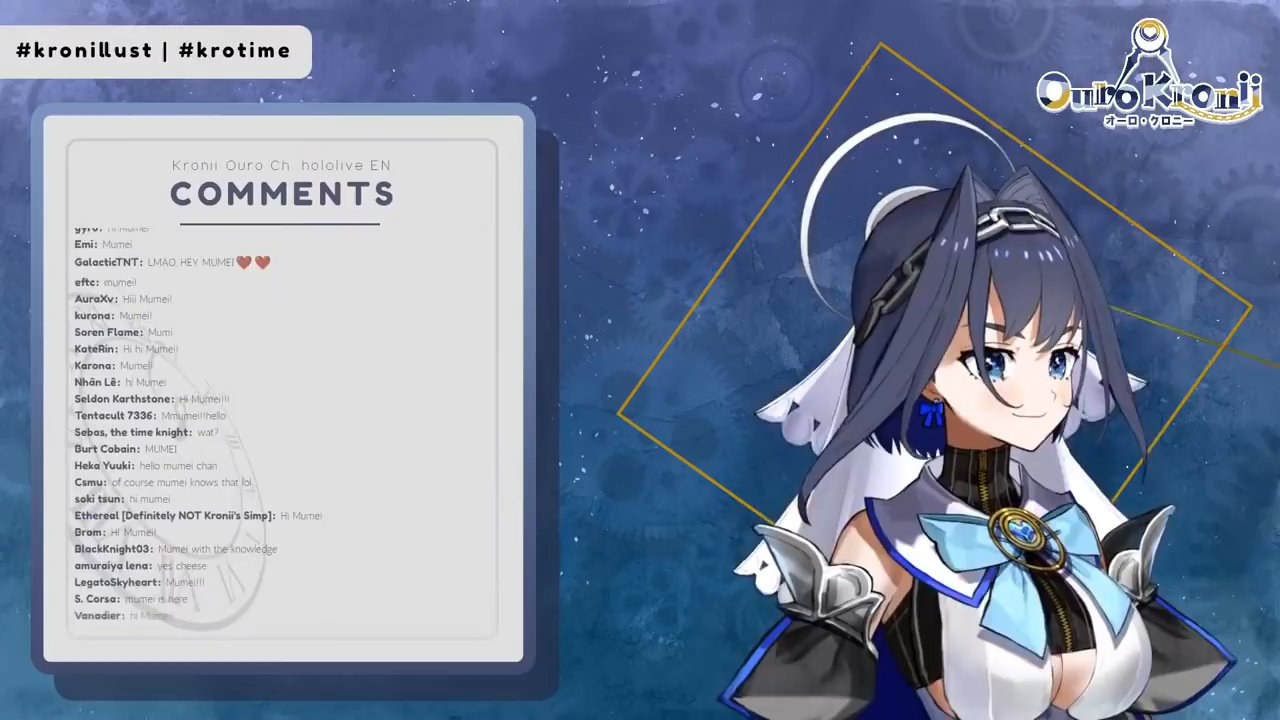 #kronillust | #krotime
Ouro Kronii
オーロ・クロニー
Kronii Ouro Ch. hololive EN
COMMENTS
gyro: Hi Mumei!
Emi: Mumei
GalacticTNT: LMAO, HEY MUMEI❤️❤️
eftc: mumei!
AuraXv: Hiii Mumei!
kurona: Mumei!
Soren Flame: Mumi
KateRin: Hi hi Mumei!
Karona: Mumei!
Nhân Lê: hi Mumei
Seldon Karthstone: Hi Mumei!!!
Tentacult 7336: Mmumei!!hello
Sebas, the time knight: wat?
Burt Cobain: MUMEI
Heka Yuuki: hello mumei chan
Csmu: of course mumei knows that lol
soki tsun: hi mumei
Ethereal [Definitely NOT Kronii's Simp]: Hi Mumei
Brom: Hi Mumei!
BlackKnight03: Mumei with the knowledge
amuraiya lena: yes cheese
LegatoSkyheart: Mumei!!!
S. Corsa: mumei is here
Vanadier: hi Mumei